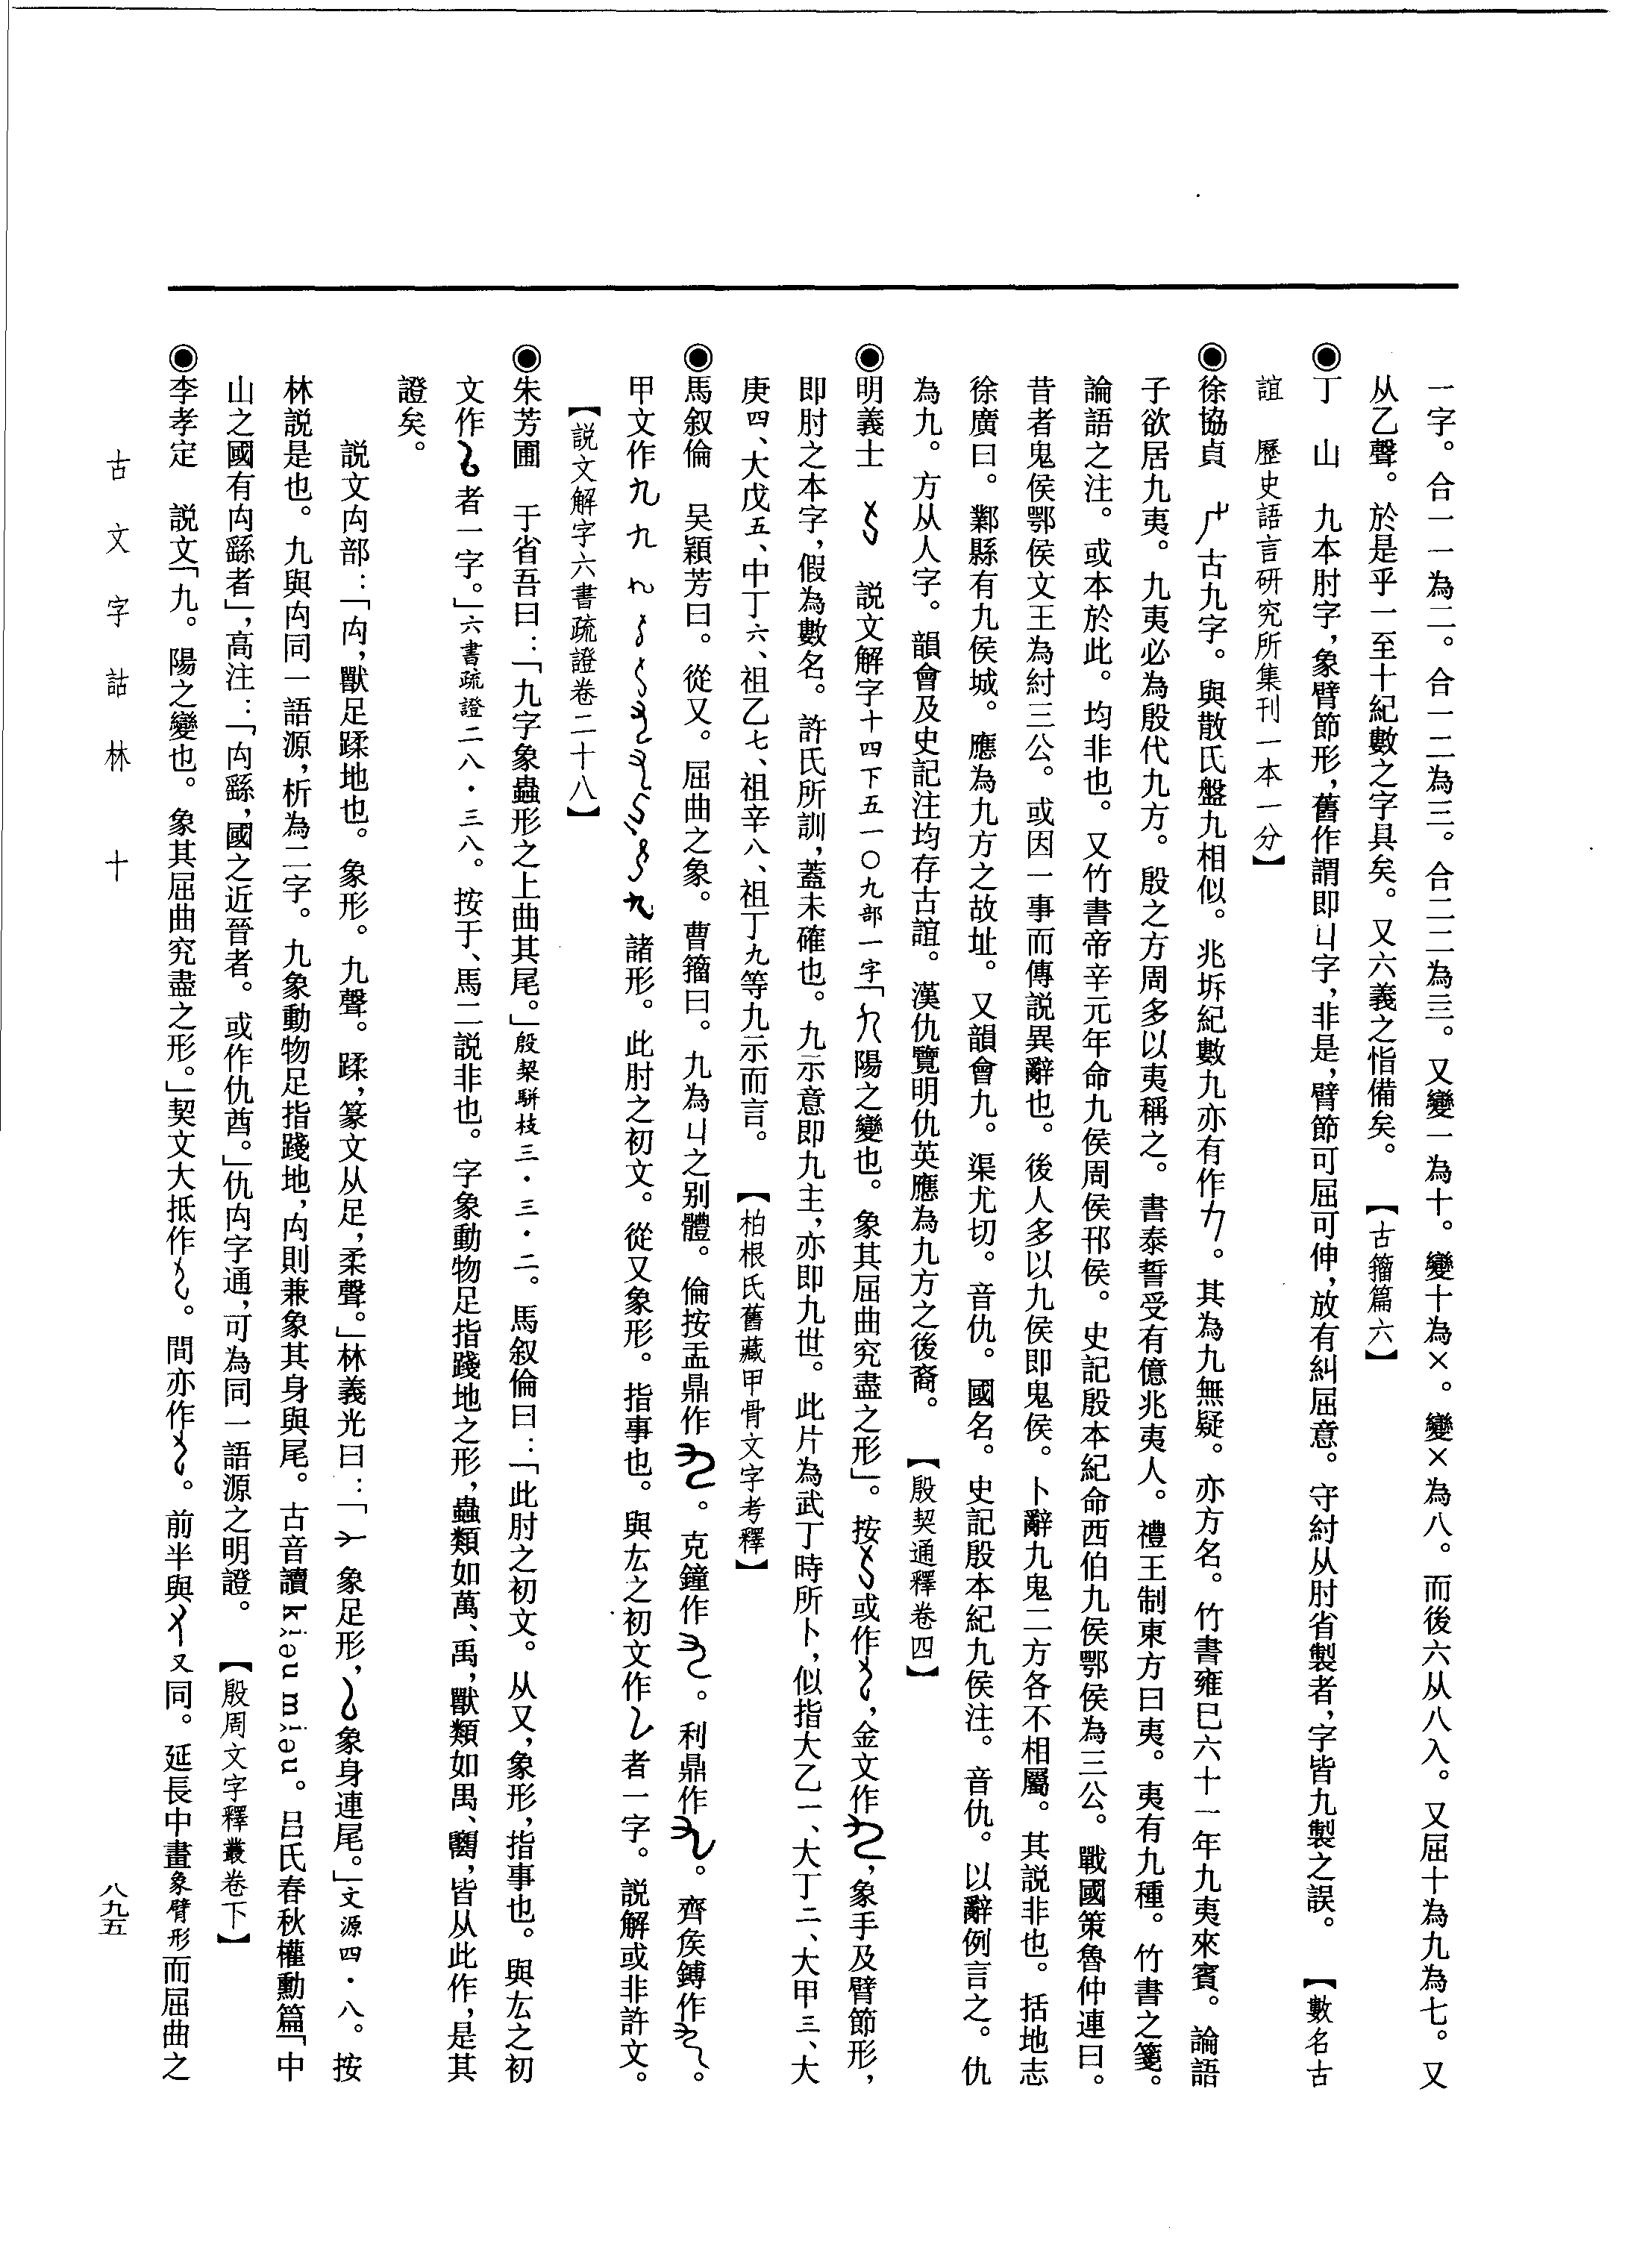 一字。合一一為二。合一二為三。合二二為亖。又變一為十。變十為×。變×為八。而後六从八入。又屈十為九為七。又
从乙聲。於是乎一至十紀數之字具矣。又六義之恉備矣。【古籀篇六】
◉丁 山 九本肘字，象臂節形，舊作謂即丩字，非是，臂節可屈可伸，故有糾屈意。守紂从肘省製者，字皆九製之誤。【數名古
誼 歷史語言研究所集刊一本一分】
◉徐協貞 古九字。與散氏盤九相似。兆坼紀數九亦有作。其為九無疑。亦方名。竹書雍巳六十一年九夷來賓。論語
子欲居九夷。九夷必為殷代九方。殷之方周多以夷稱之。書泰誓受有億兆夷人。禮王制東方曰夷。夷有九種。竹書之箋。
論語之注。或本於此。均非也。又竹書帝辛元年命九侯周侯邘侯。史記殷本紀命西伯九侯鄂侯為三公。戰國策魯仲連曰。
昔者鬼侯鄂侯文王為紂三公。或因一事而傳説異辭也。後人多以九侯即鬼侯。卜辭九鬼二方各不相屬。其説非也。括地志
徐廣曰。鄴縣有九侯城。應為九方之故址。又韻會九。渠尤切。音仇。國名。史記殷本紀九侯注。音仇。以辭例言之。仇
為九。方从人字。韻會及史記注均存古誼。漢仇覽明仇英應為九方之後裔。【殷契通釋卷四】
◉明義士 説文解字十四下五一〇九部一字「陽之變也。象其屈曲究盡之形」。按或作，金文作，象手及臂節形，
即肘之本字，假為數名。許氏所訓，蓋未確也。九示意即九主，亦即九世。此片為武丁時所卜，似指大乙一、大丁二、大甲三、大
庚四、大戊五、中丁六、祖乙七、祖辛八、祖丁九等九示而言。【柏根氏舊藏甲骨文字考釋】
◉馬叙倫 吴穎芳曰。從又。屈曲之象。曹籀曰。九為丩之别體。倫按盂鼎作。克鐘作。利鼎作。齊矦鎛作。
甲文作諸形。此肘之初文。從又象形。指事也。與厷之初文作者一字。説解或非許文。
【説文解字六書疏證卷二十八】
◉朱芳圃 于省吾曰：「九字象蟲形之上曲其尾。」殷栔駢枝三·三·二。馬叙倫曰：「此肘之初文。从又，象形，指事也。與厷之初
文作者一字。」六書疏證二八·三八。按于、馬二説非也。字象動物足指踐地之形，蟲類如萬、禹，獸類如禺、离，皆从此作，是其
證矣。
説文禸部：「禸，獸足蹂地也。象形。九聲。蹂，篆文从足，柔聲。」林義光曰：「象足形，象身連尾。」文源四·八。按
林説是也。九與禸同一語源，析為二字。九象動物足指踐地，禸則兼象其身與尾。古音讀kiəu miəu。吕氏春秋權勳篇「中
山之國有禸繇者」，高注：「禸繇，國之近晉者。或作仇酋。」仇禸字通，可為同一語源之明證。【殷周文字釋叢卷下】
◉李孝定 説文「九。陽之變也。象其屈曲究盡之形。」契文大抵作。間亦作。前半與又同。延長中畫象臂形而屈曲之
古文字詁林 十
八九五